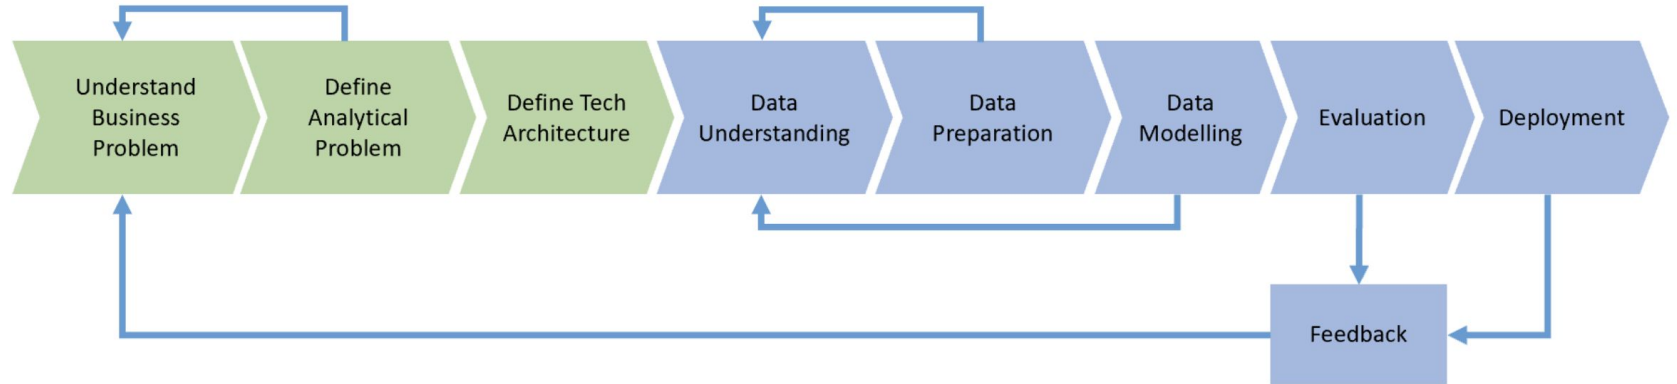 Understand
Business
Problem
Define
Analytical
Problem
Define Tech
Architecture
Data
Understanding
Data
Preparation
Data
Modelling
Evaluation
Deployment
Feedback